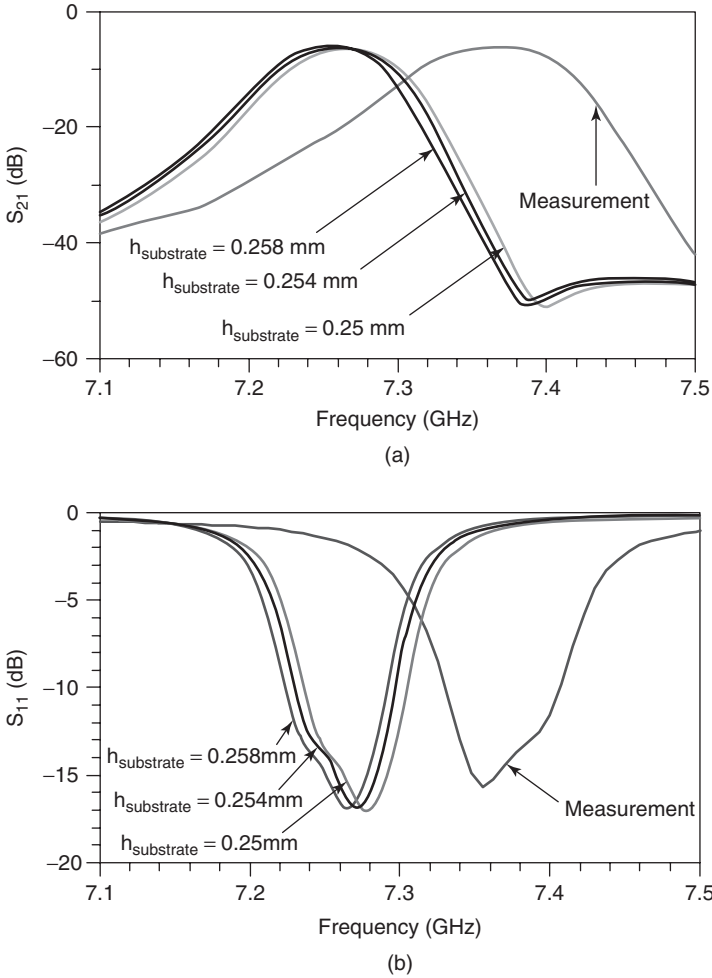 0
−20
−40
−60
S21 (dB)
Measurement
hsubstrate = 0.258 mm
hsubstrate = 0.254 mm
hsubstrate = 0.25 mm
7.1 7.2 7.3 7.4 7.5
Frequency (GHz)
(a)
0
−5
−10
−15
−20
S11 (dB)
hsubstrate = 0.258mm
hsubstrate = 0.254mm
hsubstrate = 0.25mm
Measurement
7.1 7.2 7.3 7.4 7.5
Frequency (GHz)
(b)